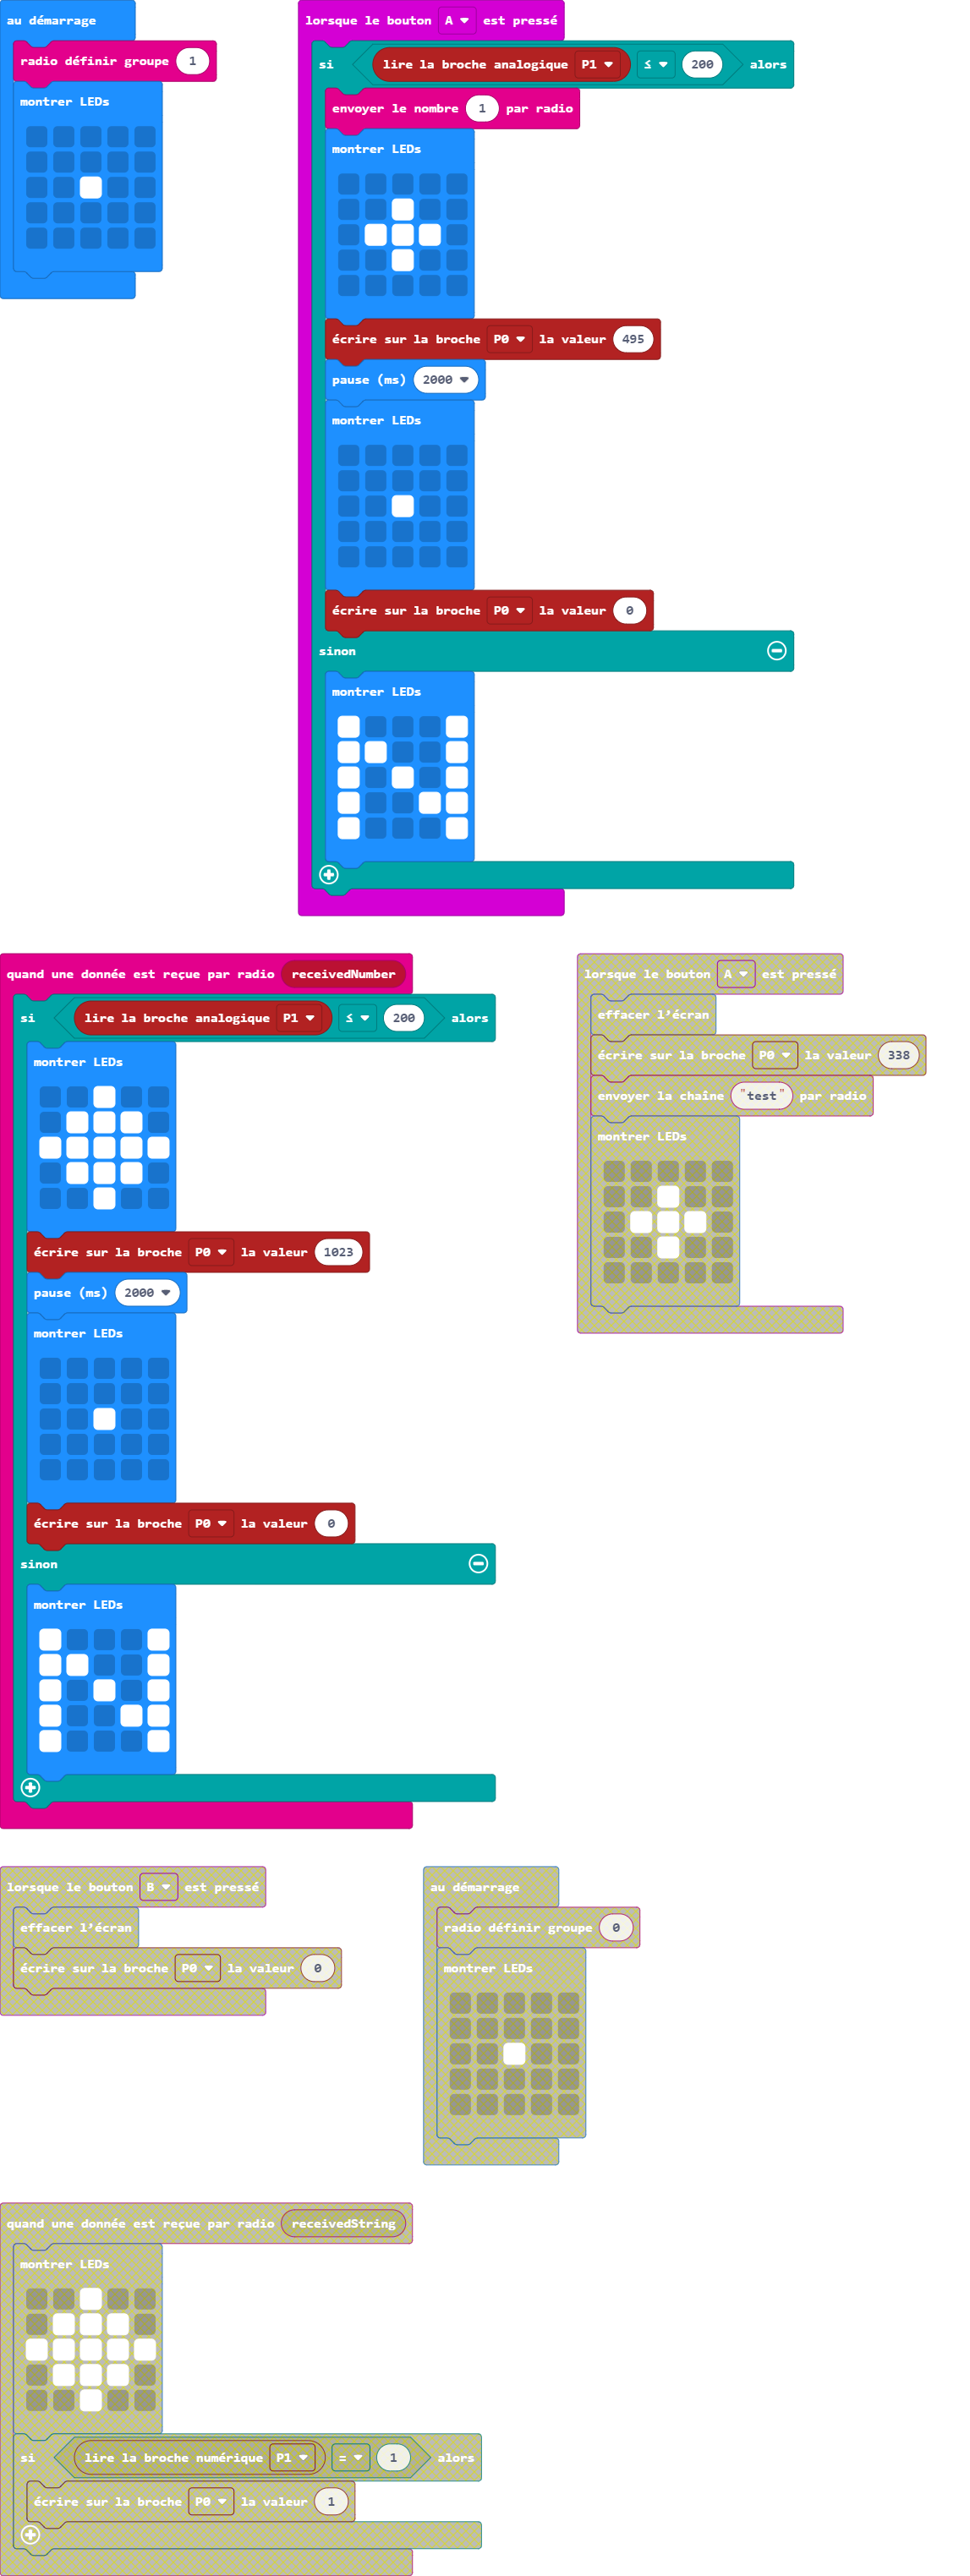 au démarrage
radio définir groupe 1
montrer LEDs
lorsque le bouton A est pressé
si lire la broche analogique P1 ≤ 200 alors
envoyer le nombre 1 par radio
montrer LEDs
écrire sur la broche P0 la valeur 495
pause (ms) 2000
montrer LEDs
écrire sur la broche P0 la valeur 0
sinon
montrer LEDs
quand une donnée est reçue par radio receivedNumber
si lire la broche analogique P1 ≤ 200 alors
montrer LEDs
écrire sur la broche P0 la valeur 1023
pause (ms) 2000
montrer LEDs
écrire sur la broche P0 la valeur 0
sinon
montrer LEDs
lorsque le bouton A est pressé
effacer l'écran
écrire sur la broche P0 la valeur 338
envoyer la chaîne "test" par radio
montrer LEDs
lorsque le bouton B est pressé
effacer l'écran
écrire sur la broche P0 la valeur 0
au démarrage
radio définir groupe 0
montrer LEDs
quand une donnée est reçue par radio receivedString
montrer LEDs
si lire la broche numérique P1 = 1 alors
écrire sur la broche P0 la valeur 1